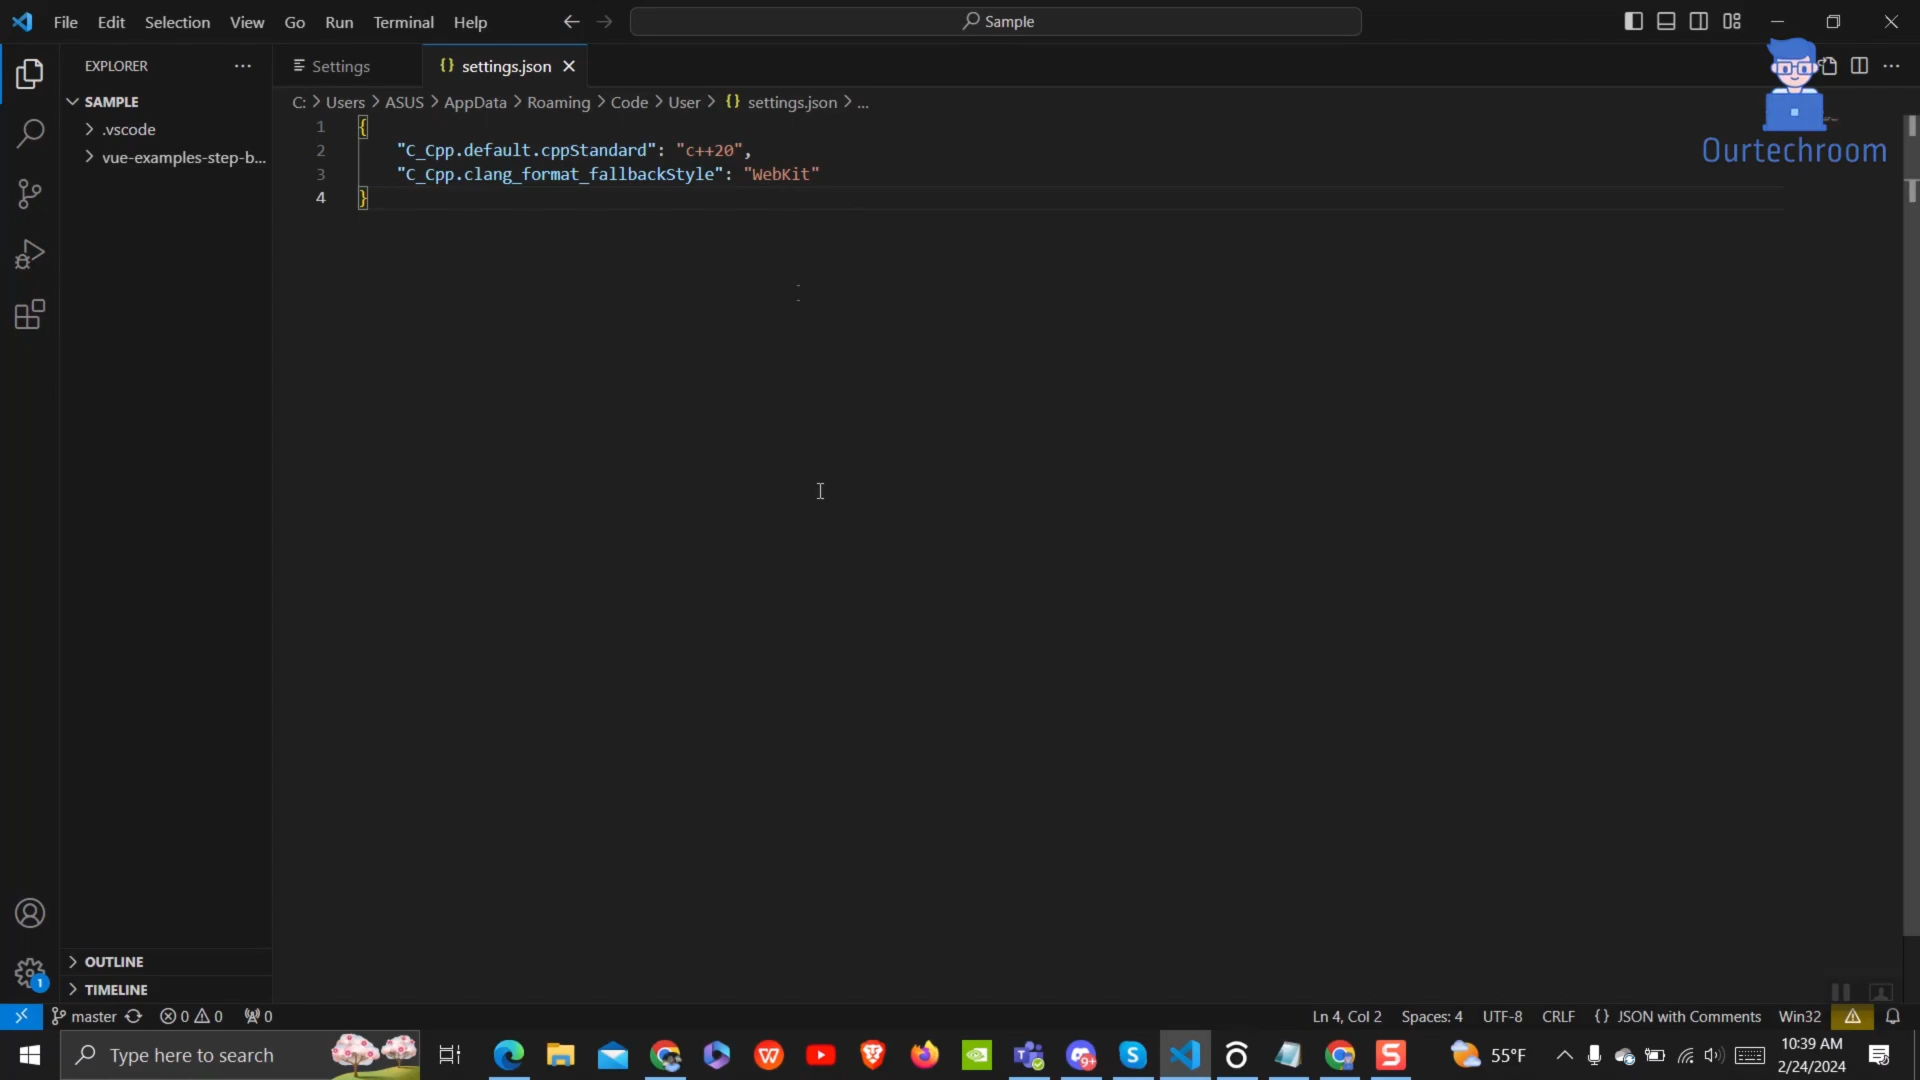 File Edit Selection View Go Run Terminal Help Sample
EXPLORER Settings settings.json
Ourtechroom
SAMPLE
.vscode
vue-examples-step-b...
C: Users ASUS AppData Roaming Code User settings.json ...
1 {
2 "C_Cpp.default.cppStandard": "c++20",
3 "C_Cpp.clang_format_fallbackStyle": "WebKit"
4 }
OUTLINE
TIMELINE
1
master 0 0 0 Ln 4, Col 2 Spaces: 4 UTF-8 CRLF {} JSON with Comments Win32
Type here to search 9+ 55°F 10:39 AM
2/24/2024